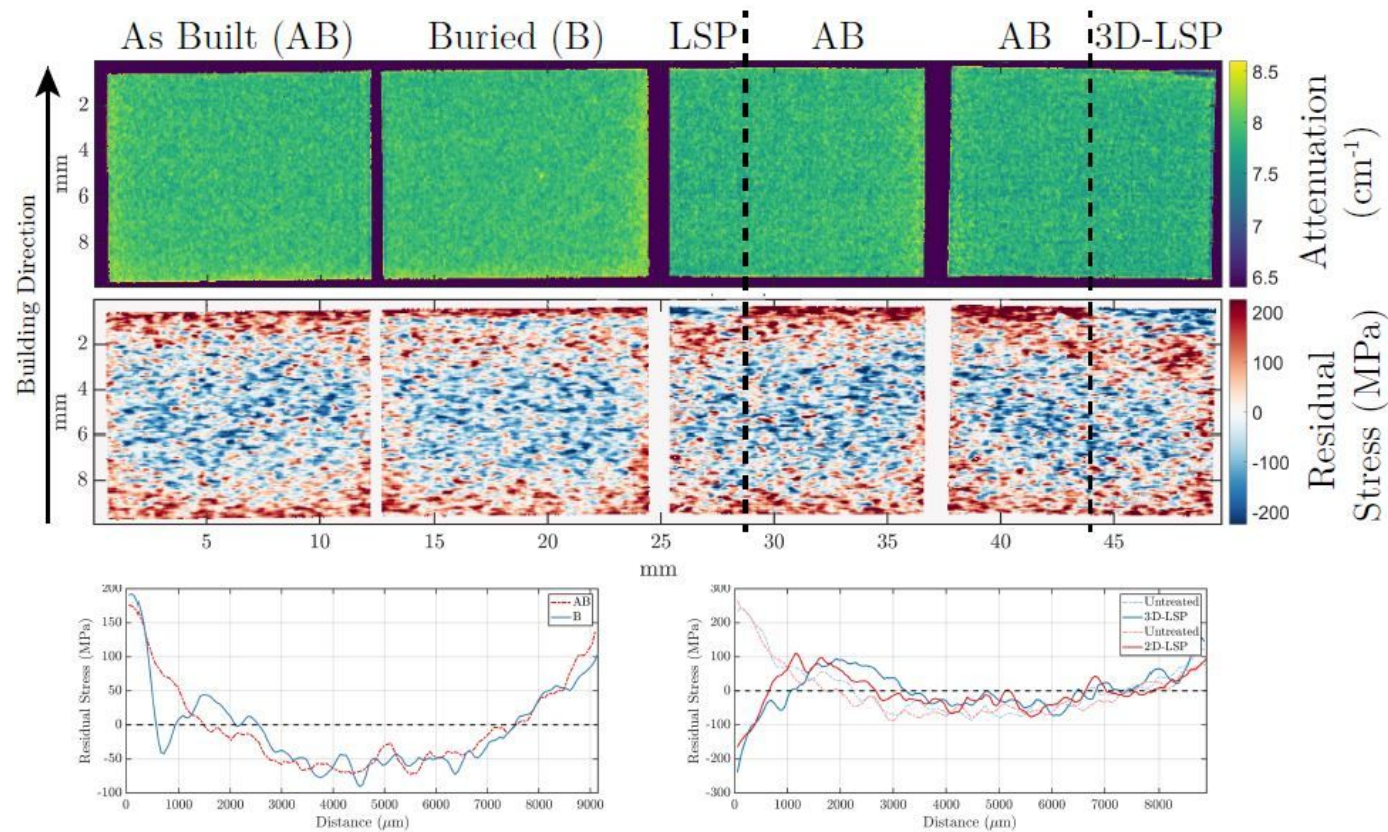 As Built (AB) Buried (B) LSP AB AB 3D-LSP
Building Direction
mm
2
4
6
8
8.5
8
7.5
7
6.5
Attenuation
(cm⁻¹)
mm
2
4
6
8
200
100
0
-100
-200
Residual
Stress (MPa)
5 10 15 20 25 30 35 40 45
mm
Residual Stress (MPa)
200
150
100
50
0
-50
-100
AB
B
0 1000 2000 3000 4000 5000 6000 7000 8000 9000
Distance (μm)
Residual Stress (MPa)
300
200
100
0
-100
-200
-300
Untreated
3D-LSP
Untreated
2D-LSP
0 1000 2000 3000 4000 5000 6000 7000 8000
Distance (μm)